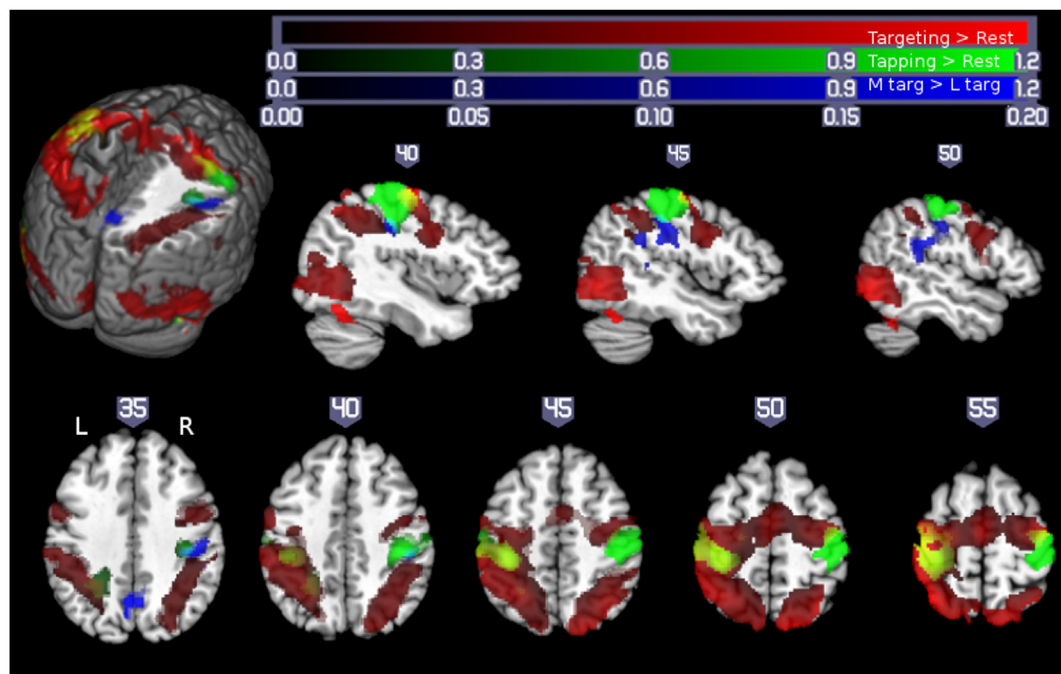 Targeting > Rest
0.0 0.3 0.6 0.9 Tapping > Rest 1.2
0.0 0.3 0.6 0.9 M targ > L targ 1.2
0.00 0.05 0.10 0.15 0.20
40 45 50
35 40 45 50 55
L R